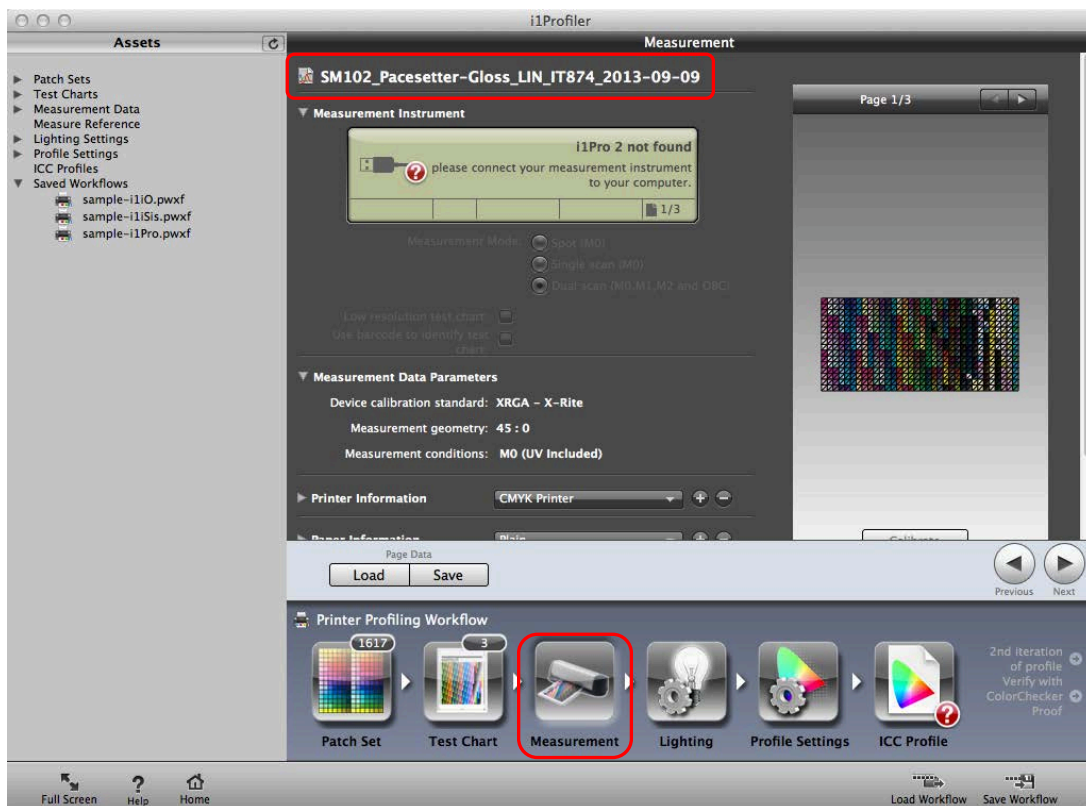 i1Profiler
Assets
Measurement
Patch Sets
Test Charts
Measurement Data
Measure Reference
Lighting Settings
Profile Settings
ICC Profiles
Saved Workflows
sample-i1iO.pwxf
sample-i1iSis.pwxf
sample-i1Pro.pwxf
SM102_Pacesetter-Gloss_LIN_IT874_2013-09-09
Measurement Instrument
i1Pro 2 not found
please connect your measurement instrument
to your computer.
1/3
Measurement Mode: Spot (M0)
Single scan (M0)
Dual scan (M0,M1,M2 and OBC)
Low resolution test chart:
Use barcode to identify test
chart:
Measurement Data Parameters
Device calibration standard: XRGA - X-Rite
Measurement geometry: 45 : 0
Measurement conditions: M0 (UV Included)
Printer Information CMYK Printer
Paper Information Plain
Page 1/3
Calibrate
Page Data
Load Save
Previous Next
Printer Profiling Workflow
1617 3
Patch Set Test Chart Measurement Lighting Profile Settings ICC Profile
2nd iteration
of profile
Verify with
ColorChecker
Proof
Full Screen Help Home Load Workflow Save Workflow